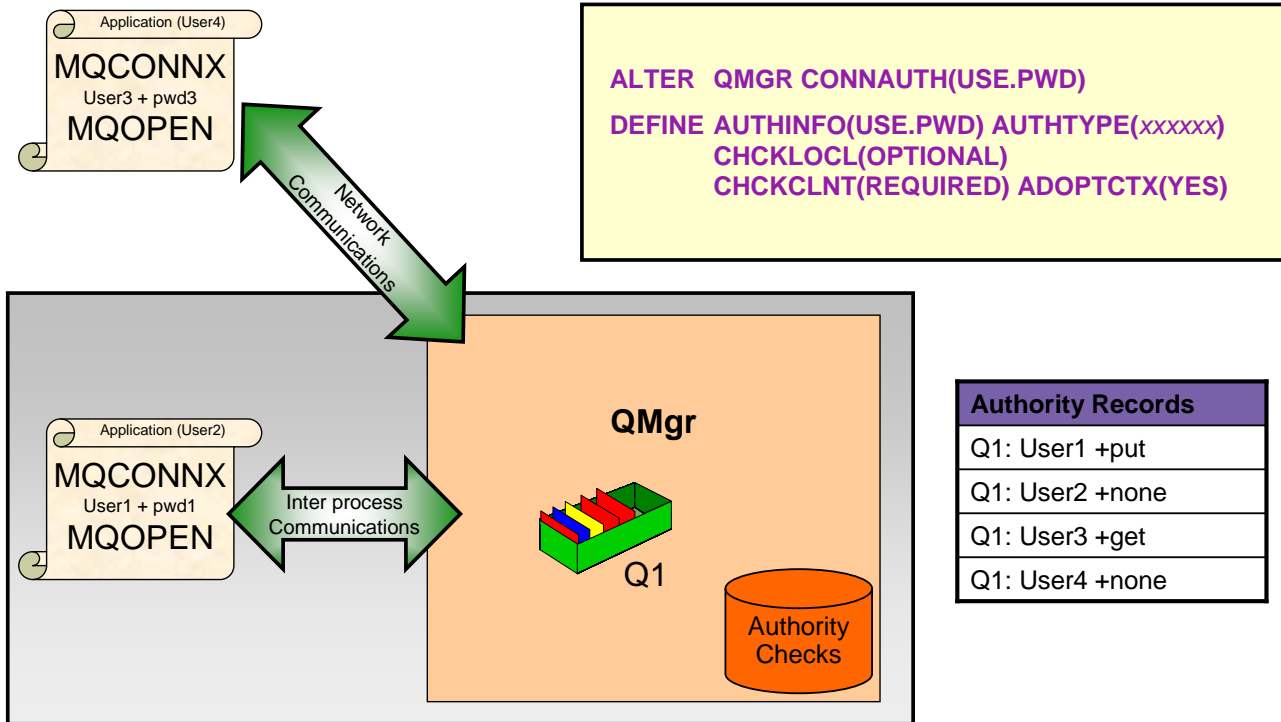 Application (User4)
MQCONNX
User3 + pwd3
MQOPEN
Network
Communications
ALTER QMGR CONNAUTH(USE.PWD)
DEFINE AUTHINFO(USE.PWD) AUTHTYPE(xxxxxx)
CHCKLOCL(OPTIONAL)
CHCKCLNT(REQUIRED) ADOPTCTX(YES)
Application (User2)
MQCONNX
User1 + pwd1
MQOPEN
Inter process
Communications
QMgr
Q1
Authority
Checks
Authority Records
Q1: User1 +put
Q1: User2 +none
Q1: User3 +get
Q1: User4 +none